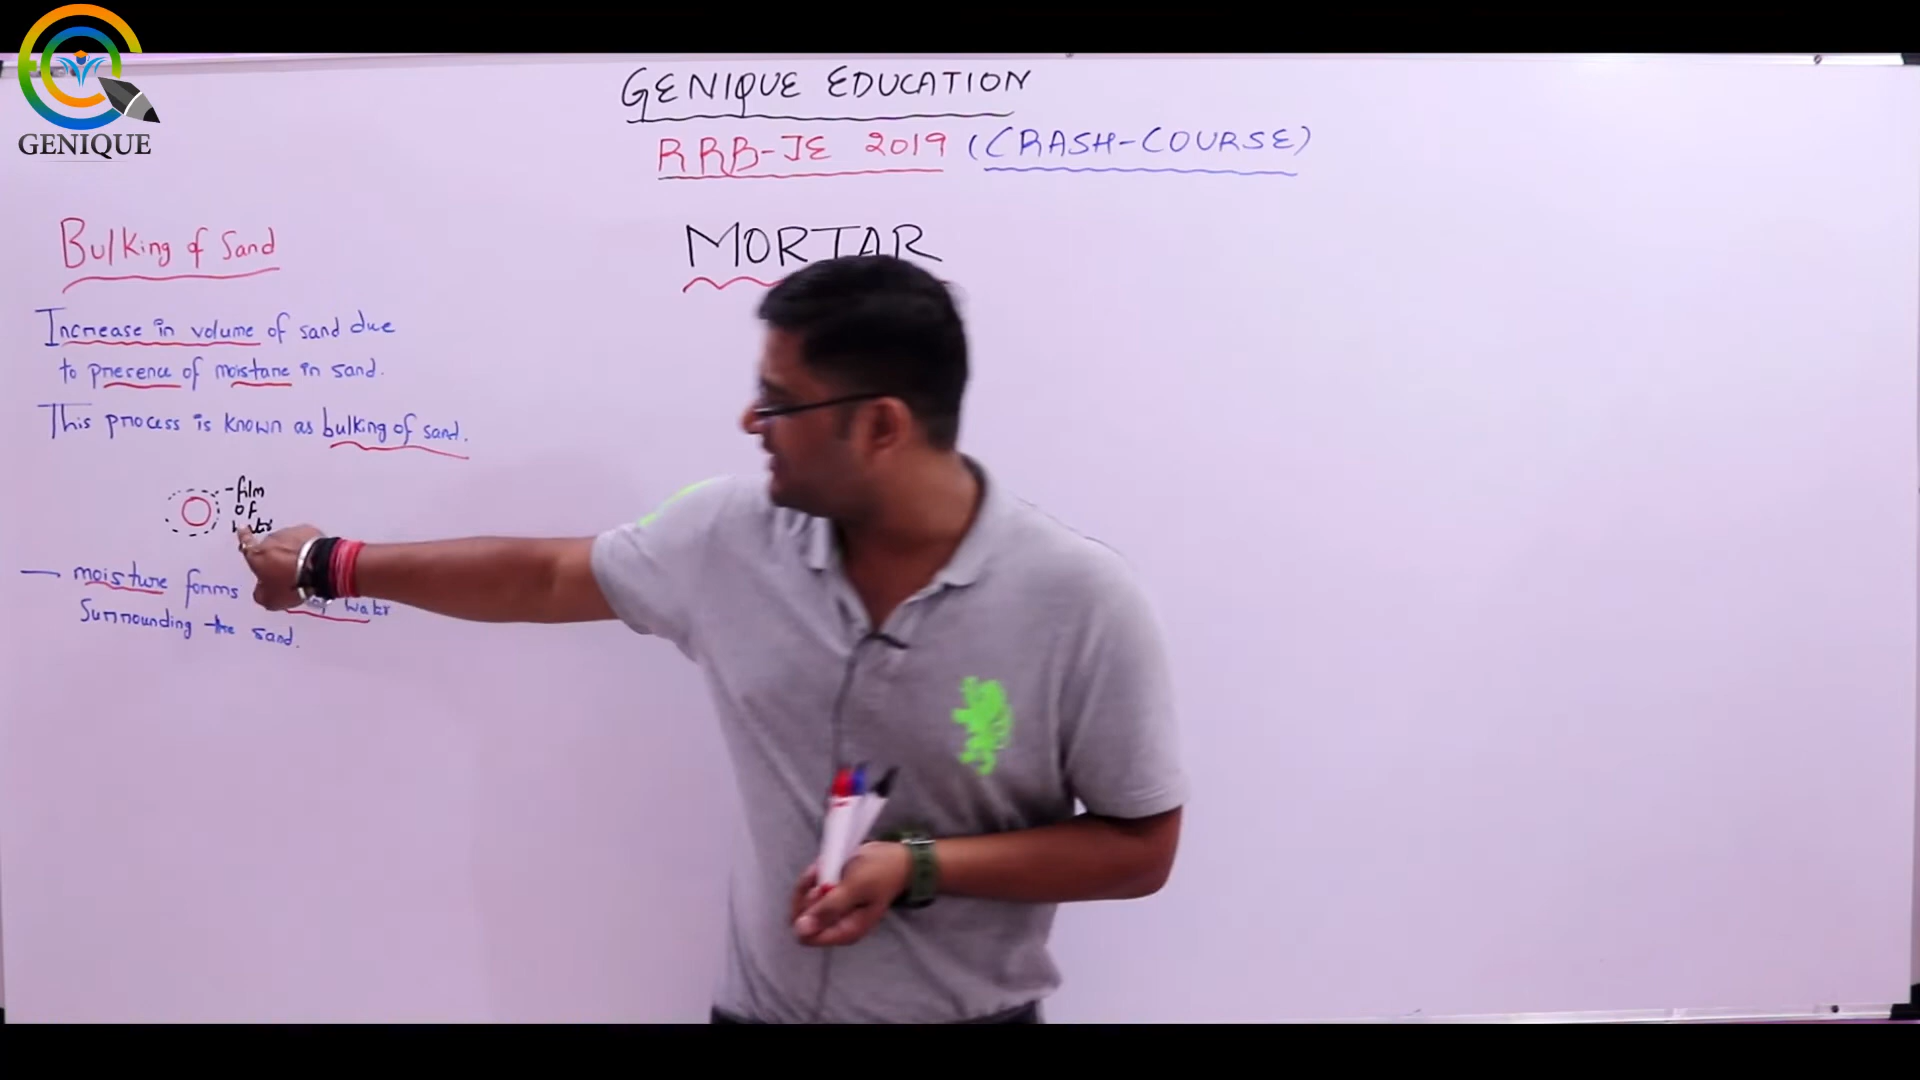 GENIQUE
GENIQUE EDUCATION
RRB-JE 2019 (CRASH-COURSE)
MORTAR
Bulking of Sand
Increase in volume of sand due
to presence of moistane in sand.
This process is known as bulking of sand.
-film
of
water
— moisture forms of water
Surrounding the sand.